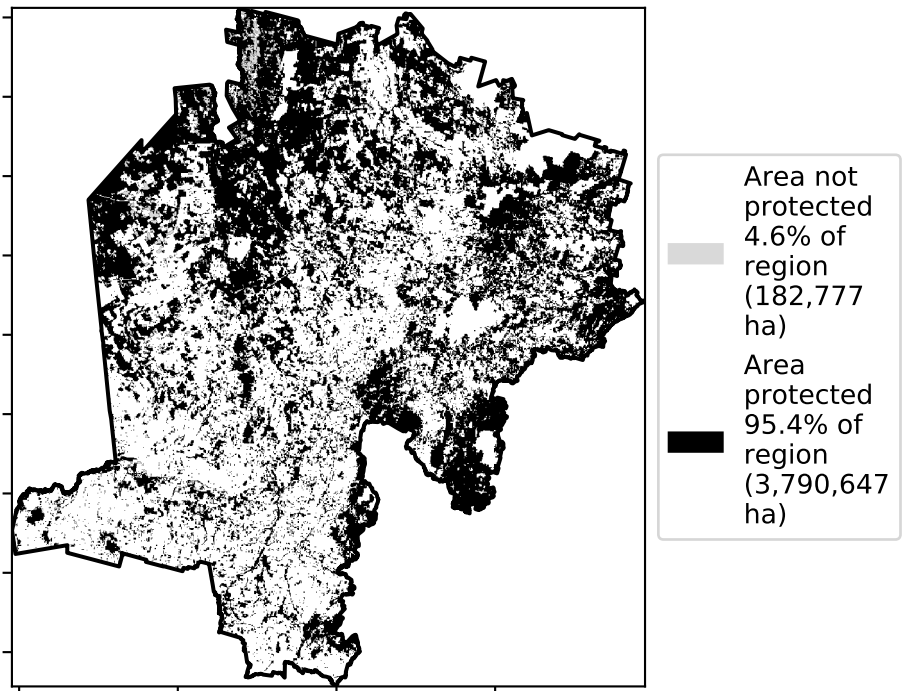 Area not
protected
4.6% of
region
(182,777
ha)
Area
protected
95.4% of
region
(3,790,647
ha)